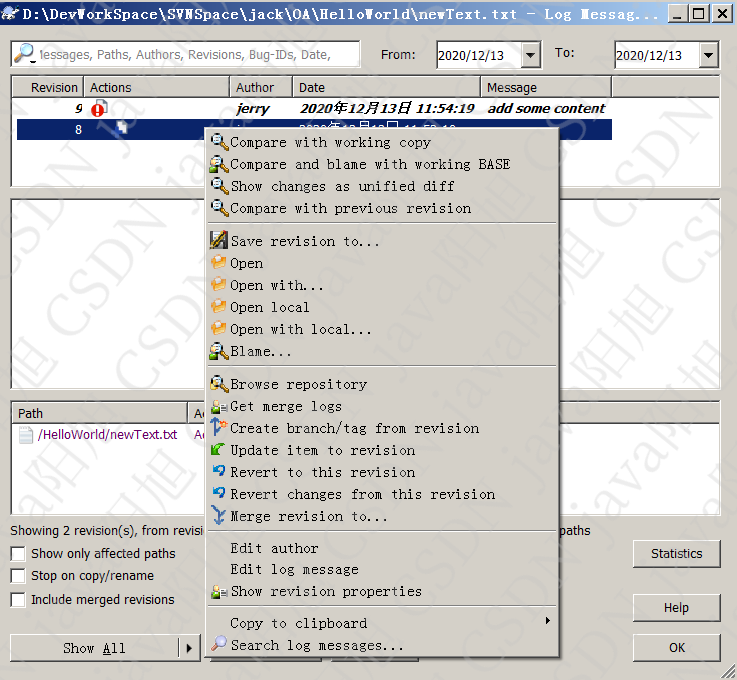 D:\DevWorkSpace\SVNSpace\jack\OA\HelloWorld\newText.txt - Log Messag...
Messages, Paths, Authors, Revisions, Bug-IDs, Date,
From: 2020/12/13 To: 2020/12/13
Revision Actions Author Date Message
9 jerry 2020年12月13日 11:54:19 add some content
8
Compare with working copy
Compare and blame with working BASE
Show changes as unified diff
Compare with previous revision
Save revision to...
Open
Open with...
Open local
Open with local...
Blame...
Browse repository
Get merge logs
Create branch/tag from revision
Update item to revision
Revert to this revision
Revert changes from this revision
Merge revision to...
Edit author
Edit log message
Show revision properties
Copy to clipboard
Search log messages...
Path
/HelloWorld/newText.txt
Showing 2 revision(s), from revisi
paths
Show only affected paths
Stop on copy/rename
Include merged revisions
Statistics
Help
Show All
OK
CSDN java阳旭